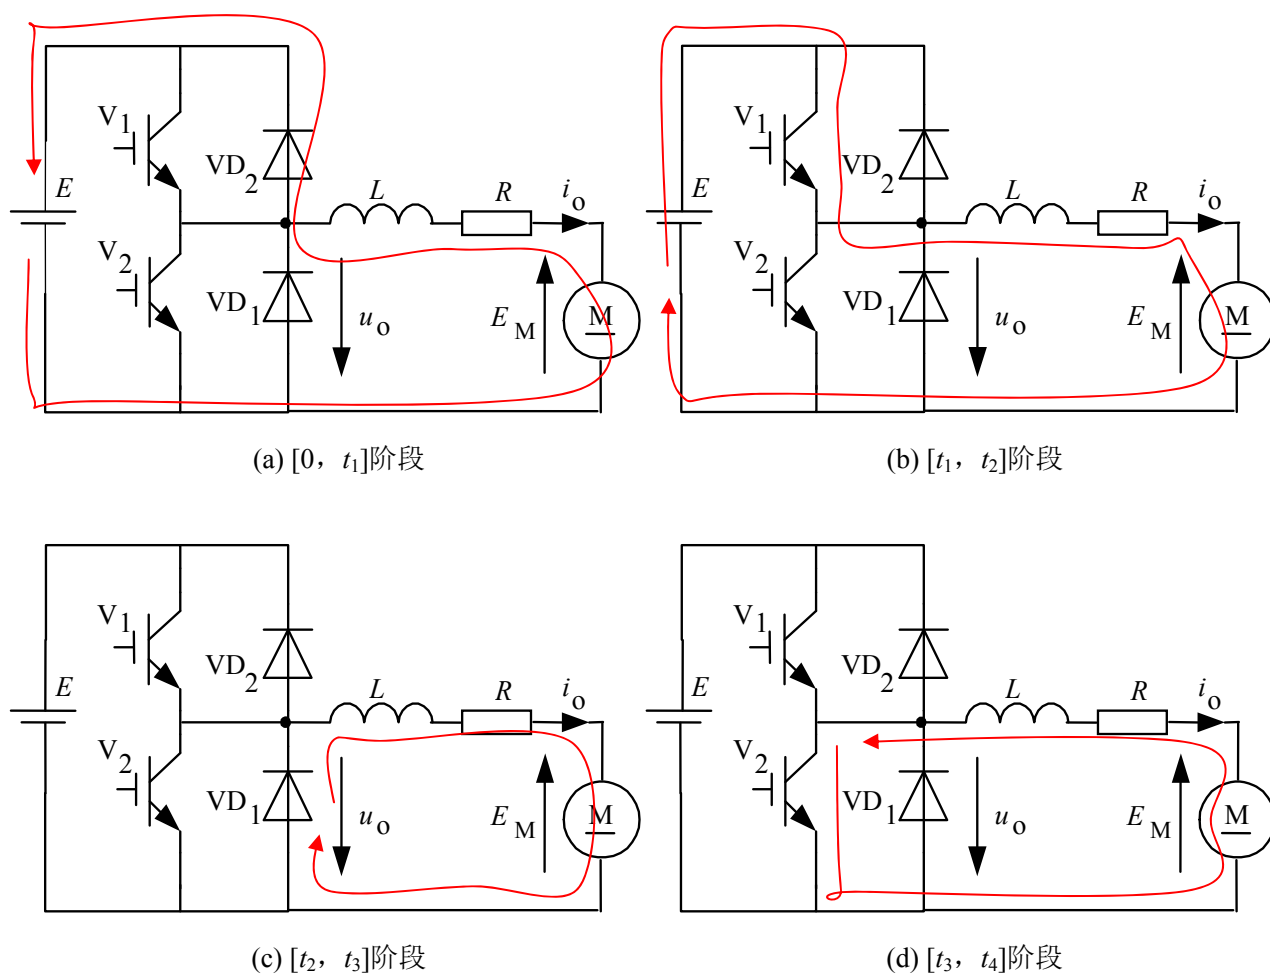 V1
VD2
E
L
R
io
V2
VD1
uo
EM
M
(a) [0，t1]阶段
V1
VD2
E
L
R
io
V2
VD1
uo
EM
M
(b) [t1，t2]阶段
V1
VD2
E
L
R
io
V2
VD1
uo
EM
M
(c) [t2，t3]阶段
V1
VD2
E
L
R
io
V2
VD1
uo
EM
M
(d) [t3，t4]阶段